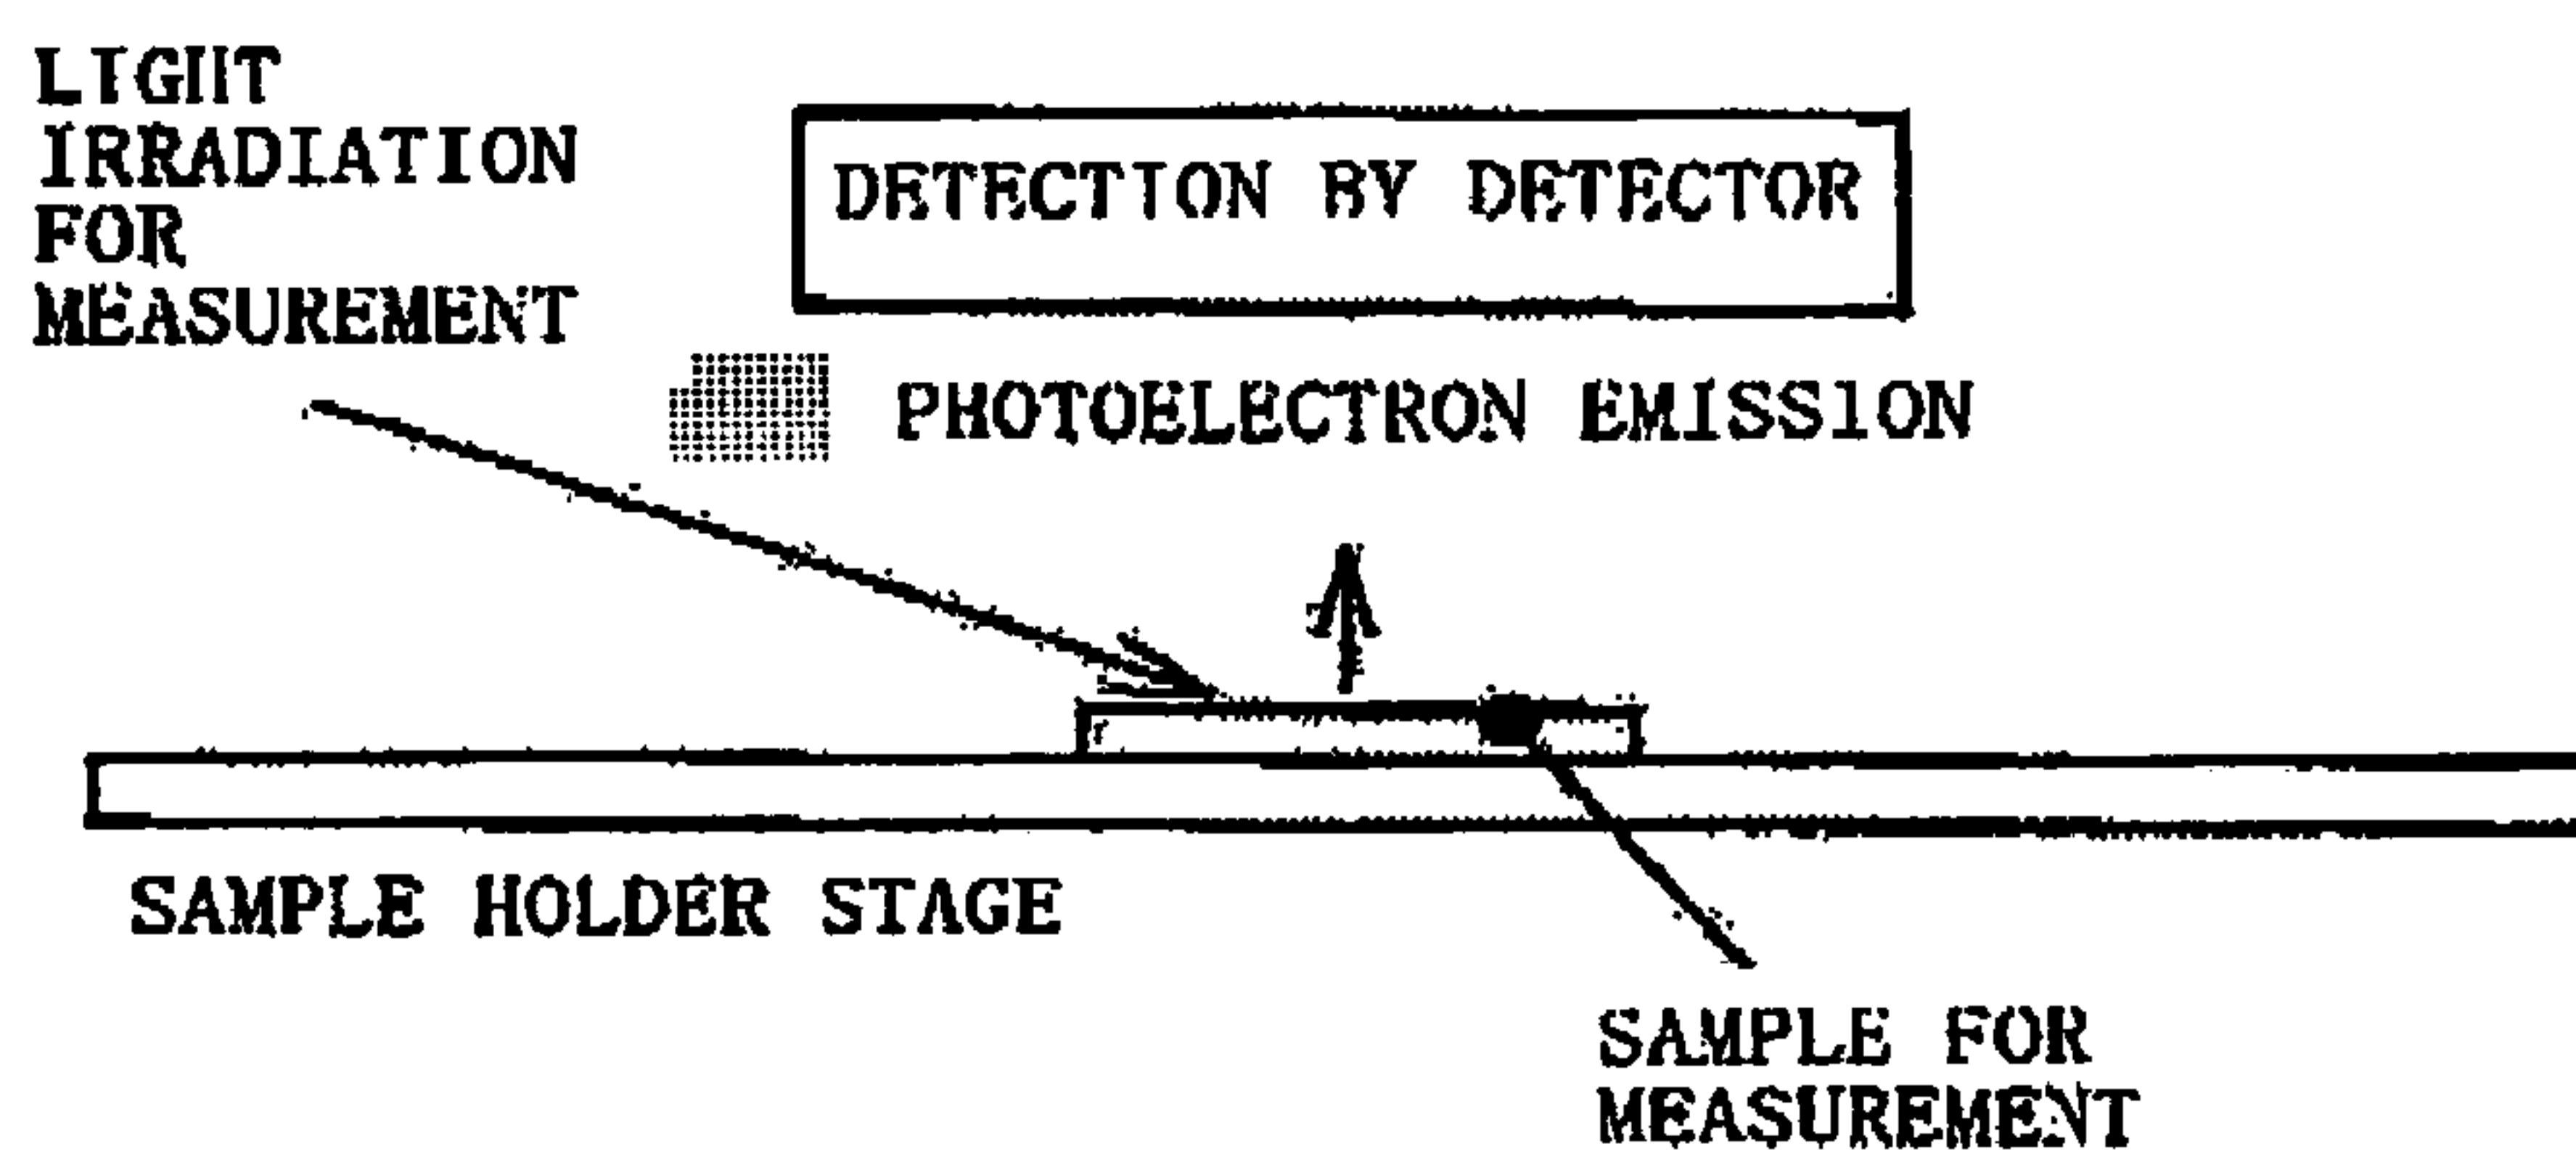 LIGHT
IRRADIATION
FOR
MEASUREMENT
DETECTION BY DETECTOR
PHOTOELECTRON EMISSION
SAMPLE HOLDER STAGE
SAMPLE FOR
MEASUREMENT